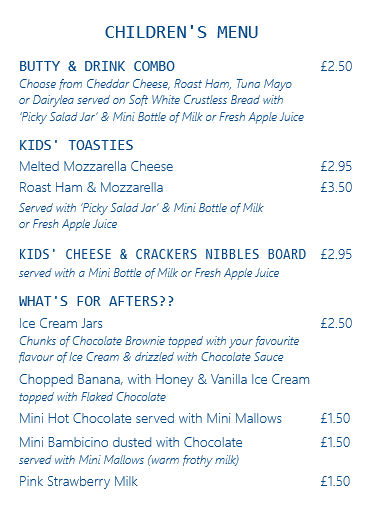 CHILDREN'S MENU
BUTTY & DRINK COMBO £2.50
Choose from Cheddar Cheese, Roast Ham, Tuna Mayo
or Dairylea served on Soft White Crustless Bread with
‘Picky Salad Jar’ & Mini Bottle of Milk or Fresh Apple Juice
KIDS' TOASTIES
Melted Mozzarella Cheese £2.95
Roast Ham & Mozzarella £3.50
Served with ‘Picky Salad Jar’ & Mini Bottle of Milk
or Fresh Apple Juice
KIDS' CHEESE & CRACKERS NIBBLES BOARD £2.95
served with a Mini Bottle of Milk or Fresh Apple Juice
WHAT'S FOR AFTERS??
Ice Cream Jars £2.50
Chunks of Chocolate Brownie topped with your favourite
flavour of Ice Cream & drizzled with Chocolate Sauce
Chopped Banana, with Honey & Vanilla Ice Cream
topped with Flaked Chocolate
Mini Hot Chocolate served with Mini Mallows £1.50
Mini Bambicino dusted with Chocolate £1.50
served with Mini Mallows (warm frothy milk)
Pink Strawberry Milk £1.50